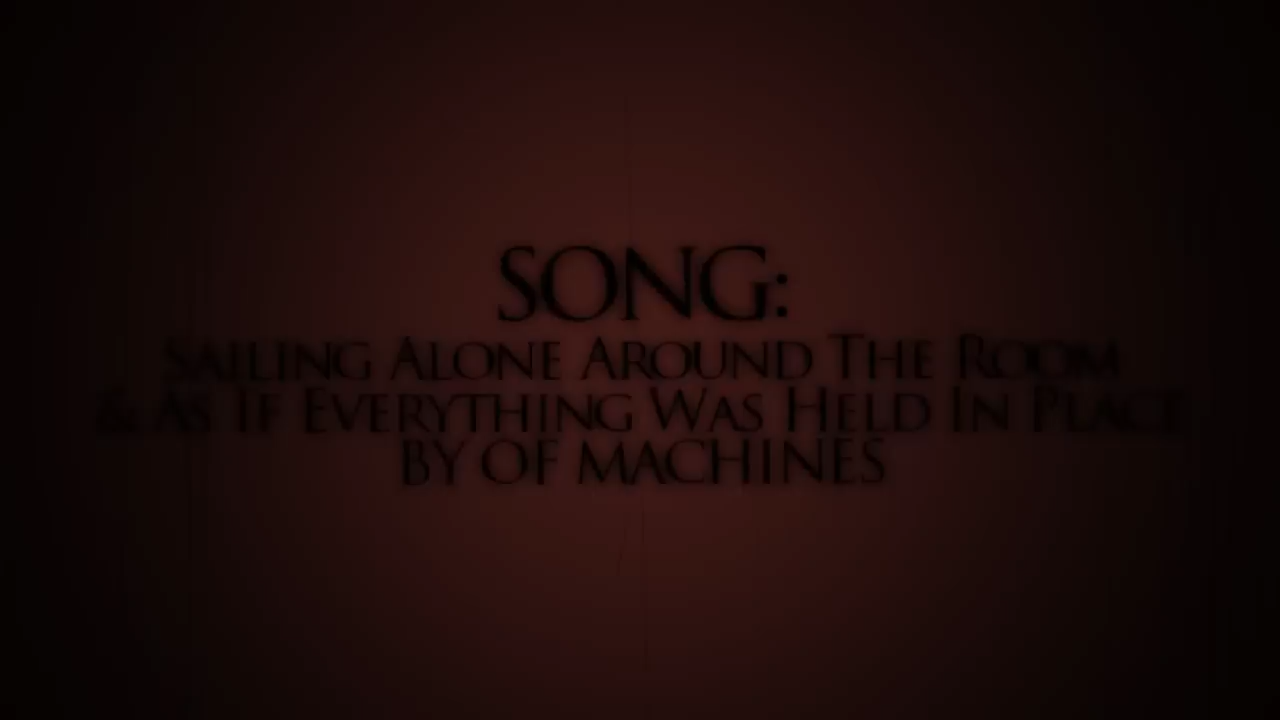 SONG:
SAILING ALONE AROUND THE ROOM
& AS IF EVERYTHING WAS HELD IN PLACE
BY OF MACHINES